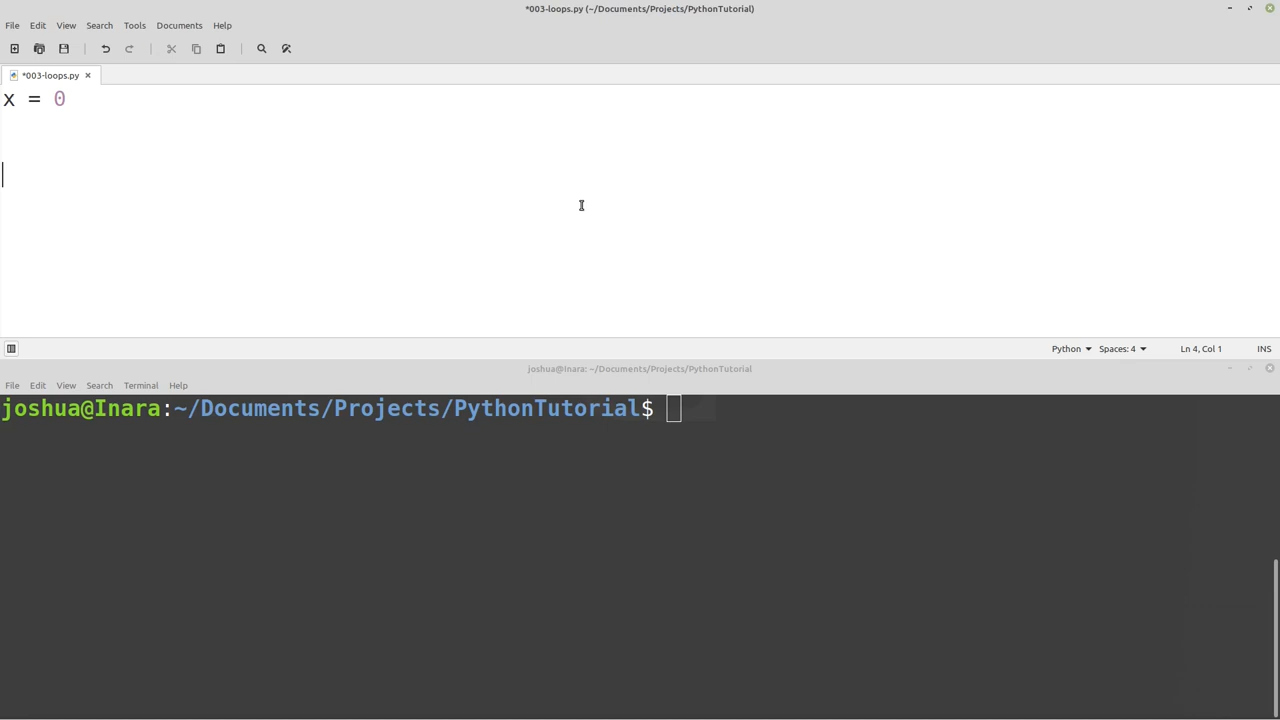 *003-loops.py (~/Documents/Projects/PythonTutorial)
File Edit View Search Tools Documents Help
*003-loops.py
x = 0
Python Spaces: 4 Ln 4, Col 1 INS
joshua@Inara: ~/Documents/Projects/PythonTutorial
File Edit View Search Terminal Help
joshua@Inara:~/Documents/Projects/PythonTutorial$